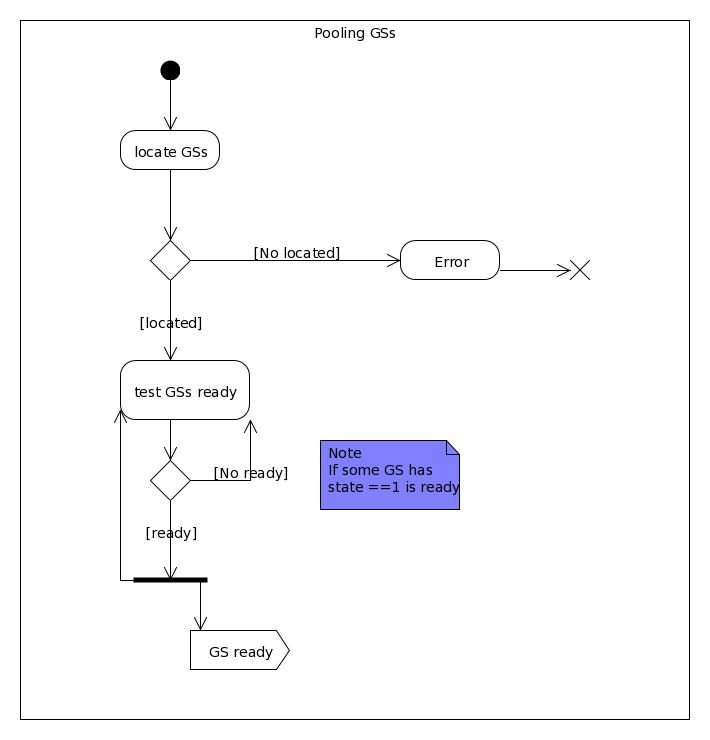 Pooling GSs
locate GSs
[No located]
Error
[located]
test GSs ready
[No ready]
Note
If some GS has
state ==1 is ready
[ready]
GS ready